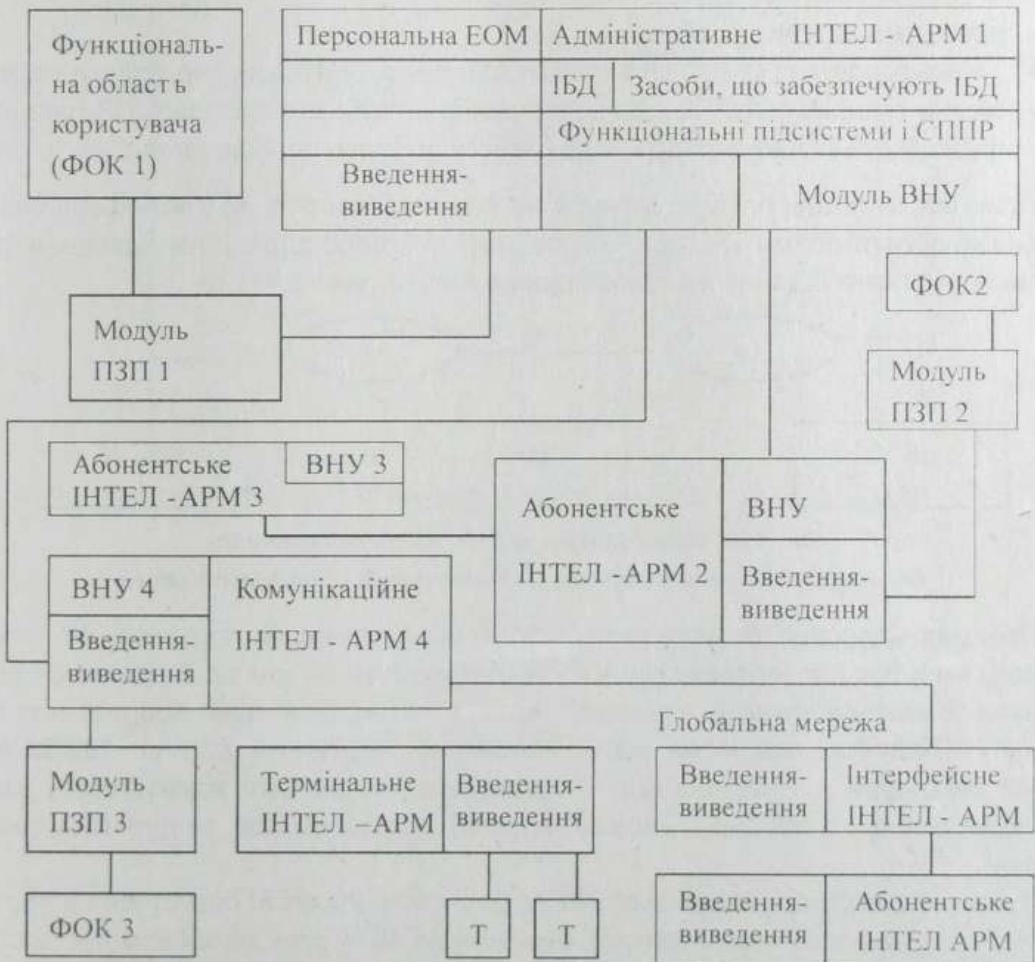 Функціональ-
на область
користувача
(ФОК 1)
Персональна ЕОМ
Адміністративне ІНТЕЛ - АРМ 1
ІБД
Засоби, що забезпечують ІБД
Функціональні підсистеми і СППР
Введення-
виведення
Модуль ВНУ
ФОК2
Модуль
ПЗП 1
Модуль
ПЗП 2
Абонентське
ІНТЕЛ -АРМ 3
ВНУ 3
Абонентське
ІНТЕЛ -АРМ 2
ВНУ
Введення-
виведення
ВНУ 4
Введення-
виведення
Комунікаційне
ІНТЕЛ - АРМ 4
Глобальна мережа
Модуль
ПЗП 3
Термінальне
ІНТЕЛ –АРМ
Введення-
виведення
Введення-
виведення
Інтерфейсне
ІНТЕЛ - АРМ
ФОК 3
Т
Т
Введення-
виведення
Абонентське
ІНТЕЛ АРМ